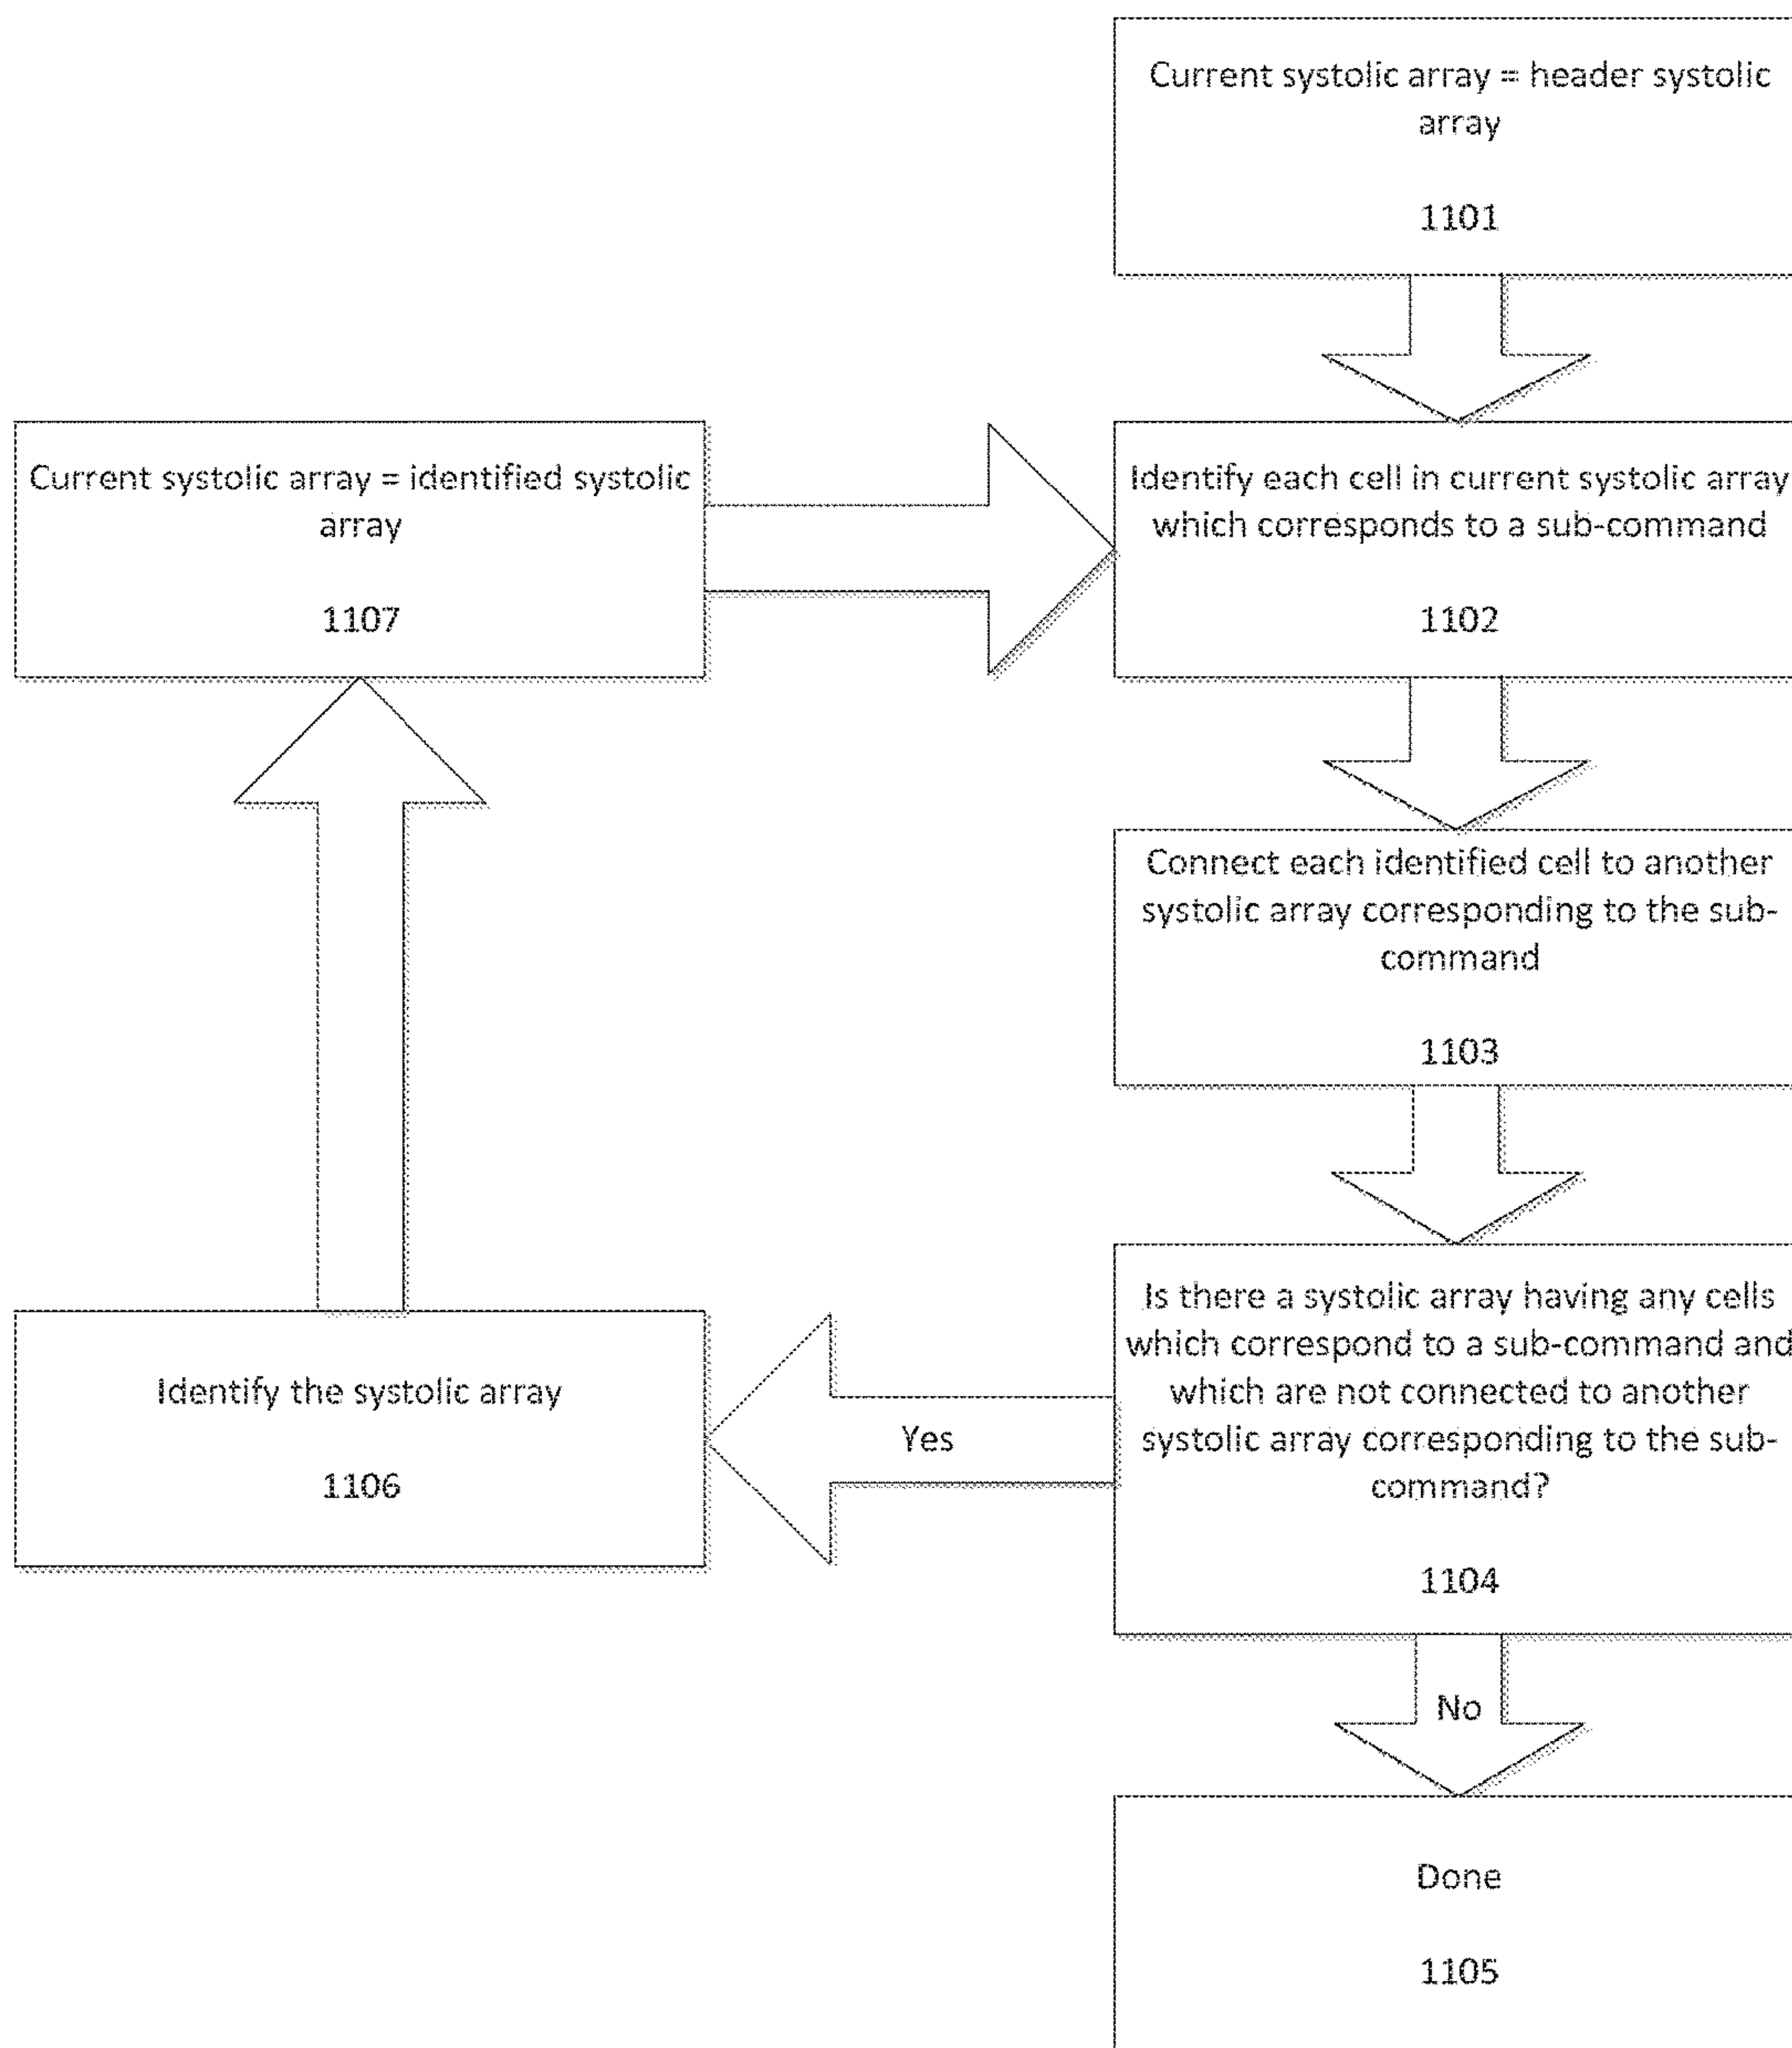 Current systolic array = header systolic
array
1101
Current systolic array = identified systolic
array
1107
Identify each cell in current systolic array
which corresponds to a sub-command
1102
Connect each identified cell to another
systolic array corresponding to the sub-
command
1103
Is there a systolic array having any cells
which correspond to a sub-command and
which are not connected to another
systolic array corresponding to the sub-
command?
1104
Yes
Identify the systolic array
1106
No
Done
1105